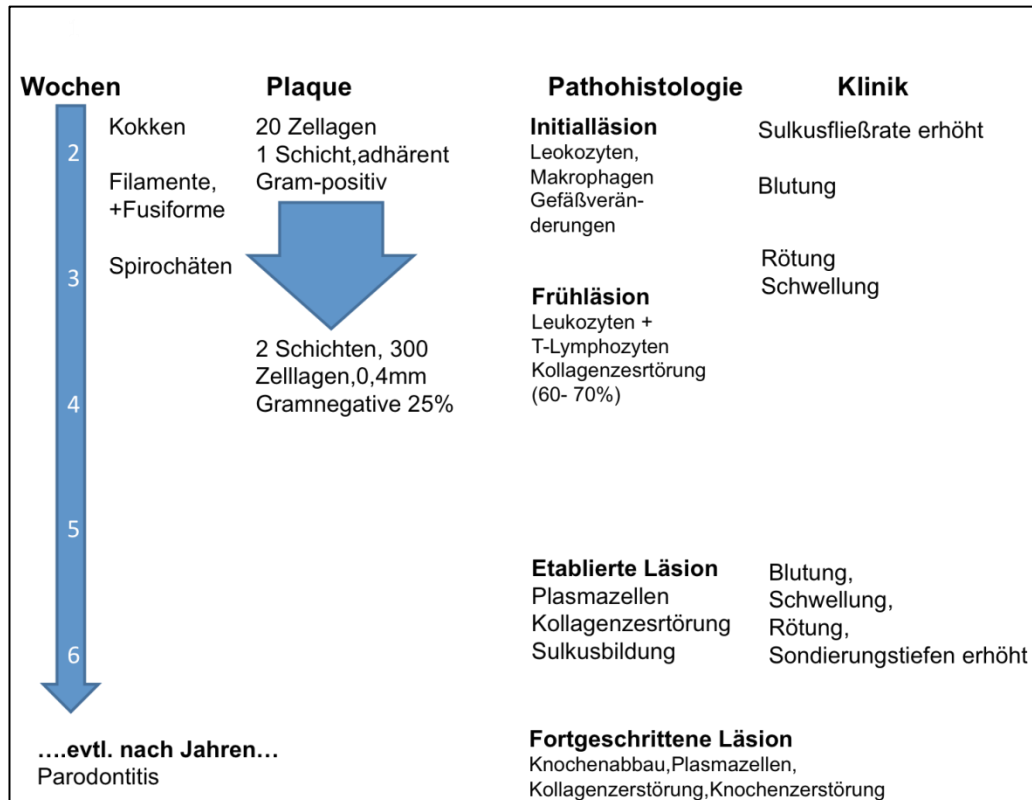 Wochen
Plaque
Pathohistologie
Klinik
2
3
4
5
6
Kokken
Filamente,
+Fusiforme
Spirochäten
20 Zellagen
1 Schicht,adhärent
Gram-positiv
2 Schichten, 300
Zelllagen,0,4mm
Gramnegative 25%
Initialläsion
Leokozyten,
Makrophagen
Gefäßverän-
derungen
Frühläsion
Leukozyten +
T-Lymphozyten
Kollagenzesrtörung
(60- 70%)
Etablierte Läsion
Plasmazellen
Kollagenzesrtörung
Sulkusbildung
Sulkusfließrate erhöht
Blutung
Rötung
Schwellung
Blutung,
Schwellung,
Rötung,
Sondierungstiefen erhöht
....evtl. nach Jahren...
Parodontitis
Fortgeschrittene Läsion
Knochenabbau,Plasmazellen,
Kollagenzerstörung,Knochenzerstörung